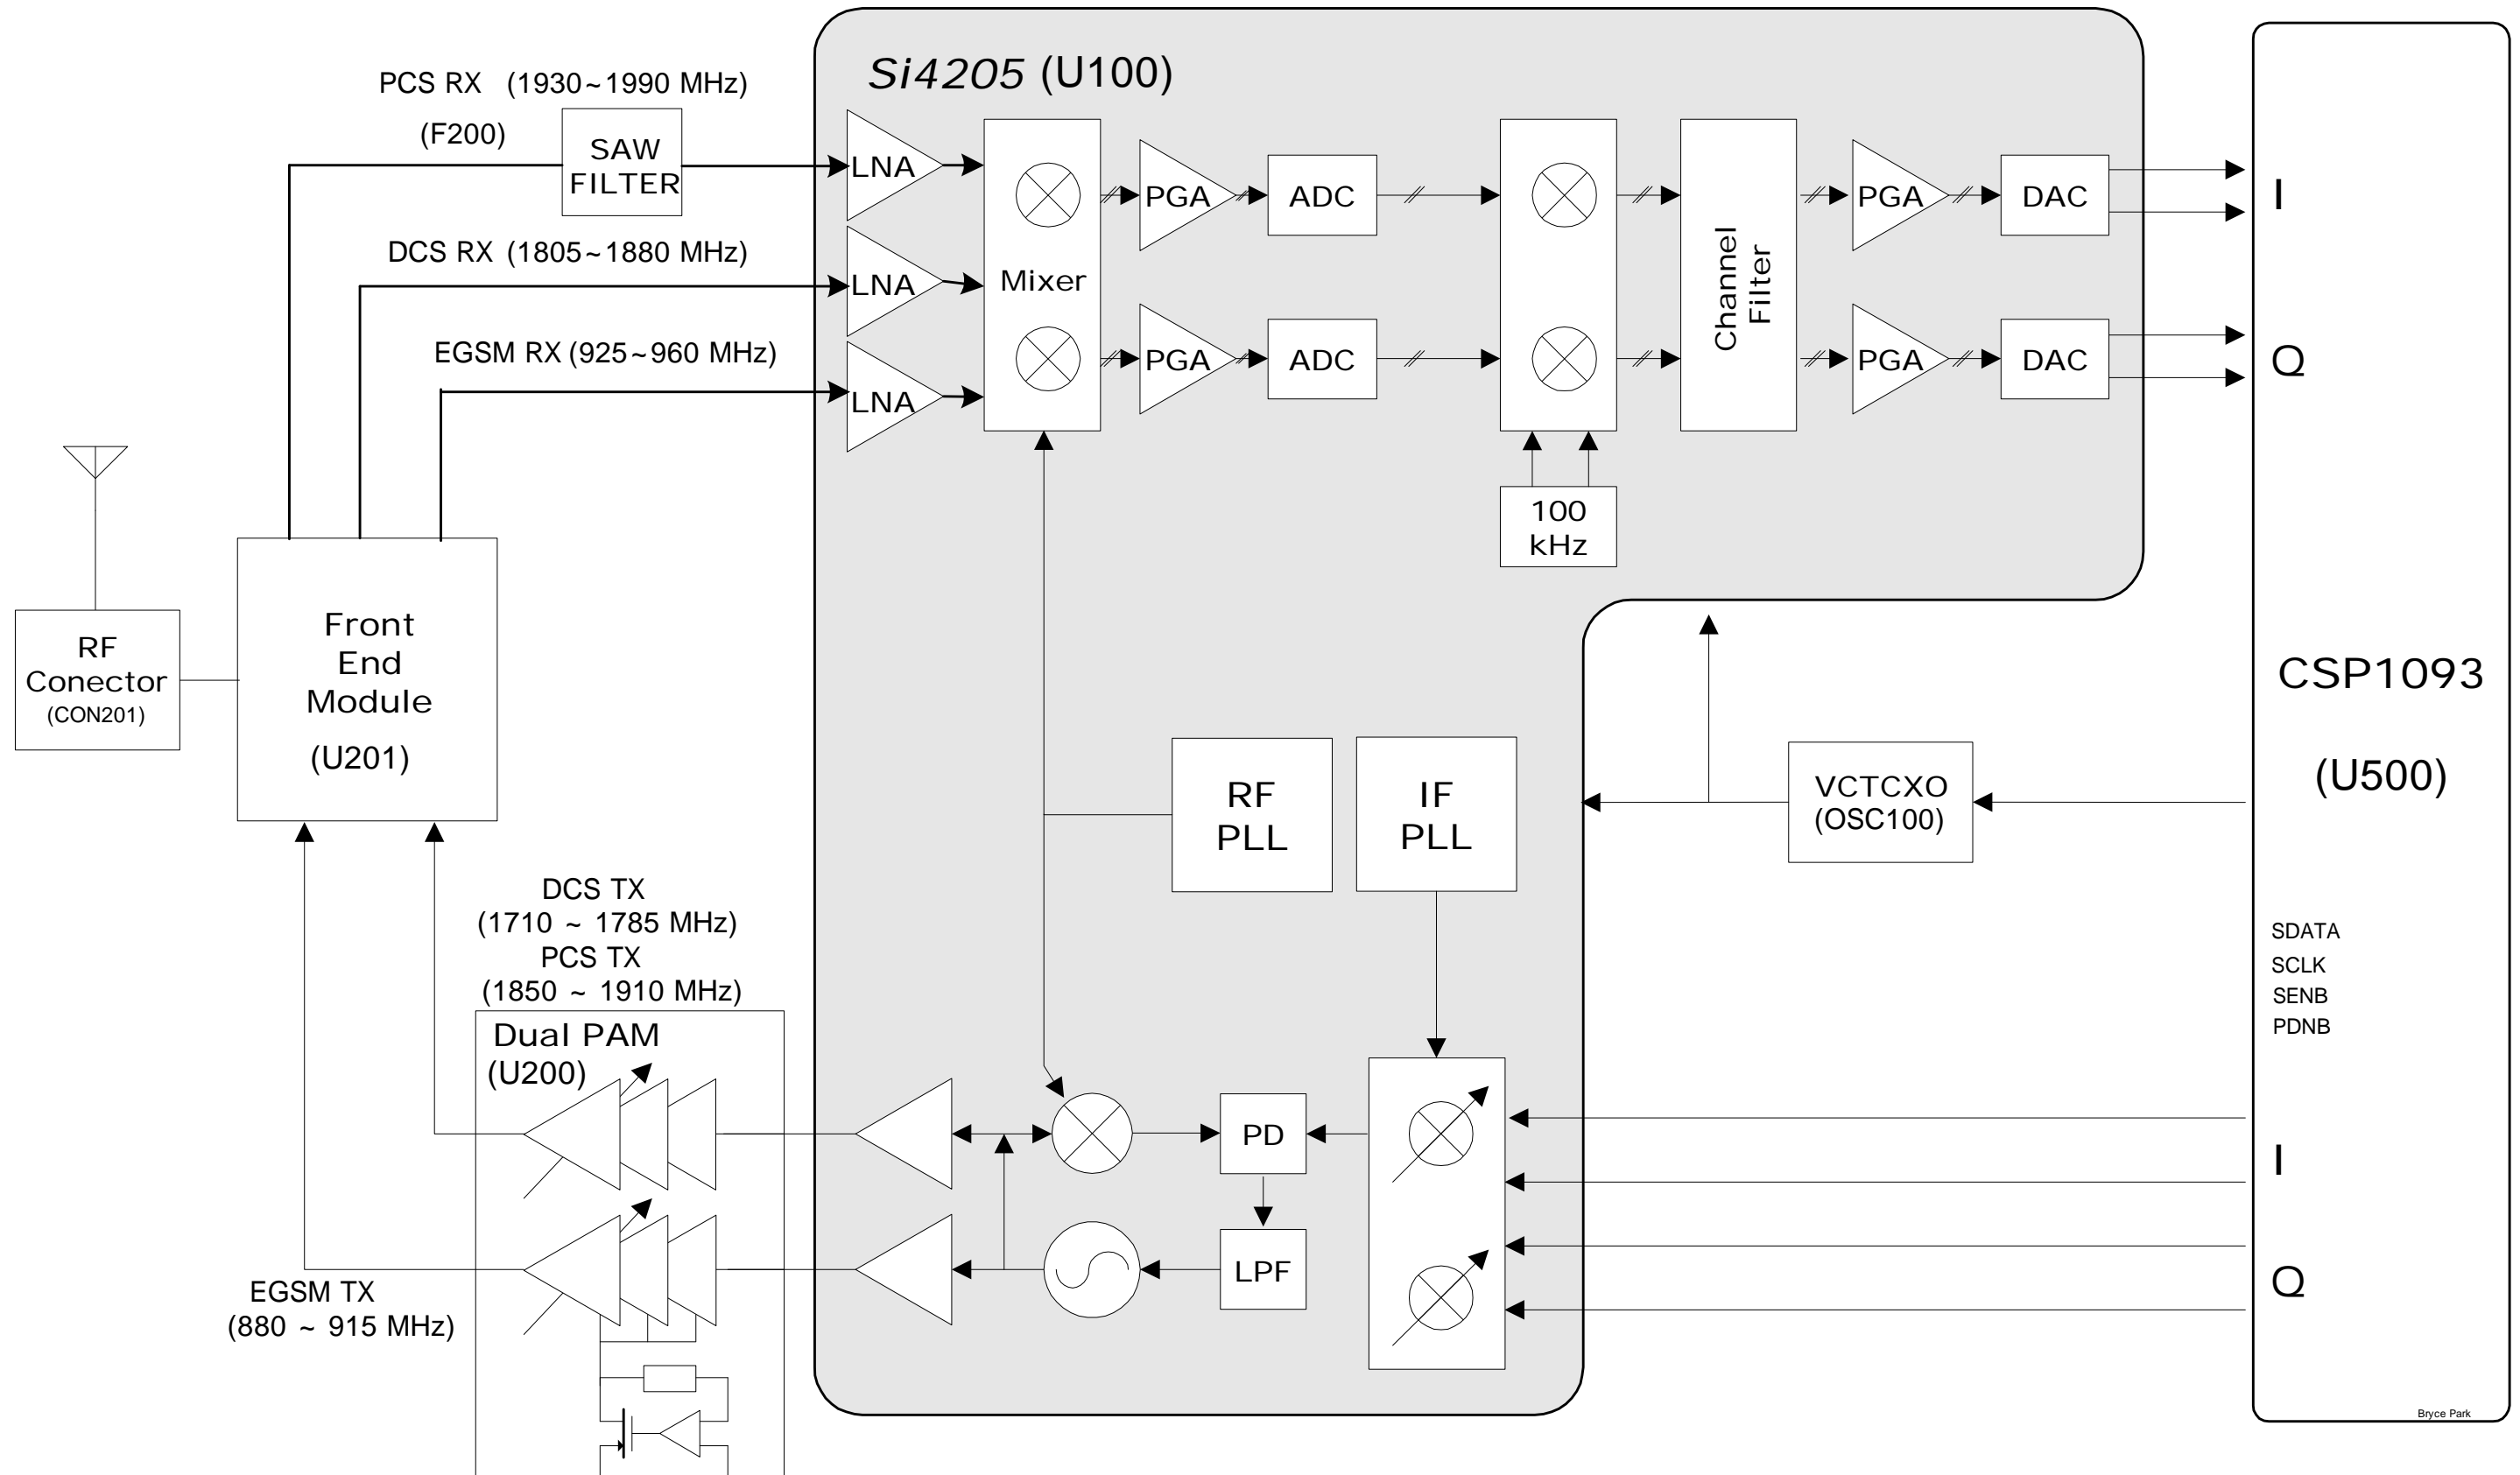 Si4205 (U100)
PCS RX (1930~1990 MHz)
(F200)
SAW
FILTER
LNA
PGA
ADC
PGA
DAC
I
DCS RX (1805~1880 MHz)
LNA
Mixer
Channel
Filter
EGSM RX (925~960 MHz)
LNA
PGA
ADC
PGA
DAC
Q
100
kHz
RF
Conector
(CON201)
Front
End
Module
(U201)
CSP1093
(U500)
RF
PLL
IF
PLL
VCTCXO
(OSC100)
DCS TX
(1710 ~ 1785 MHz)
PCS TX
(1850 ~ 1910 MHz)
SDATA
SCLK
SENB
PDNB
Dual PAM
(U200)
PD
I
LPF
Q
EGSM TX
(880 ~ 915 MHz)
Bryce Park